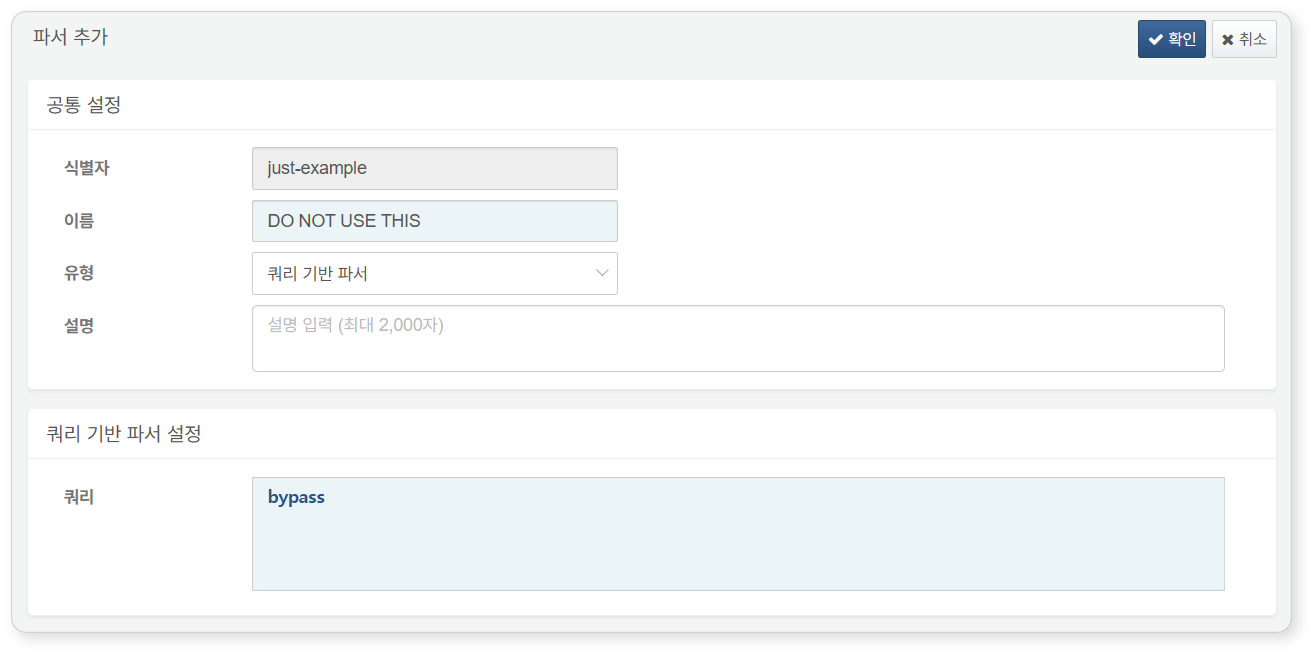 파서 추가
확인
취소
공통 설정
식별자
just-example
이름
DO NOT USE THIS
유형
쿼리 기반 파서
설명
설명 입력 (최대 2,000자)
쿼리 기반 파서 설정
쿼리
bypass